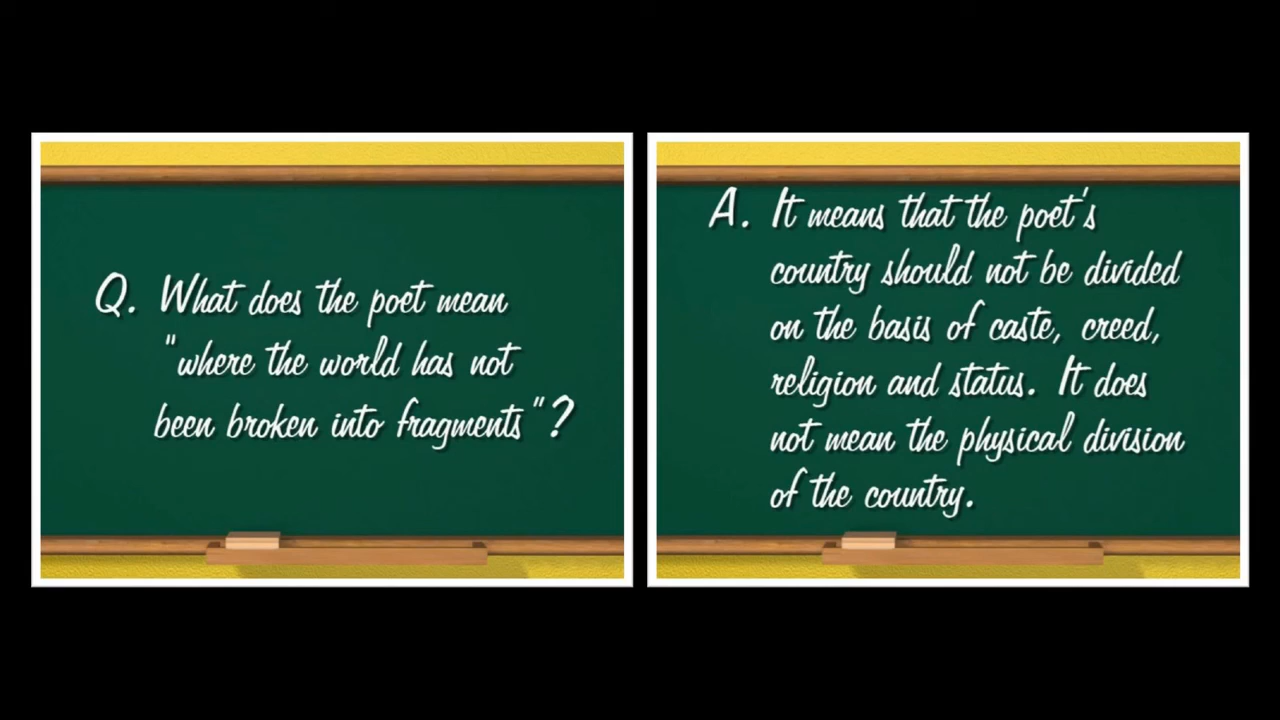 Q. What does the poet mean
"where the world has not
been broken into fragments"?
A. It means that the poet's
country should not be divided
on the basis of caste, creed,
religion and status. It does
not mean the physical division
of the country.